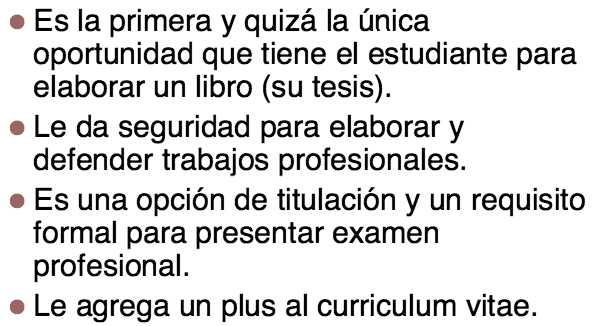 • Es la primera y quizá la única
oportunidad que tiene el estudiante para
elaborar un libro (su tesis).
• Le da seguridad para elaborar y
defender trabajos profesionales.
• Es una opción de titulación y un requisito
formal para presentar examen
profesional.
• Le agrega un plus al curriculum vitae.